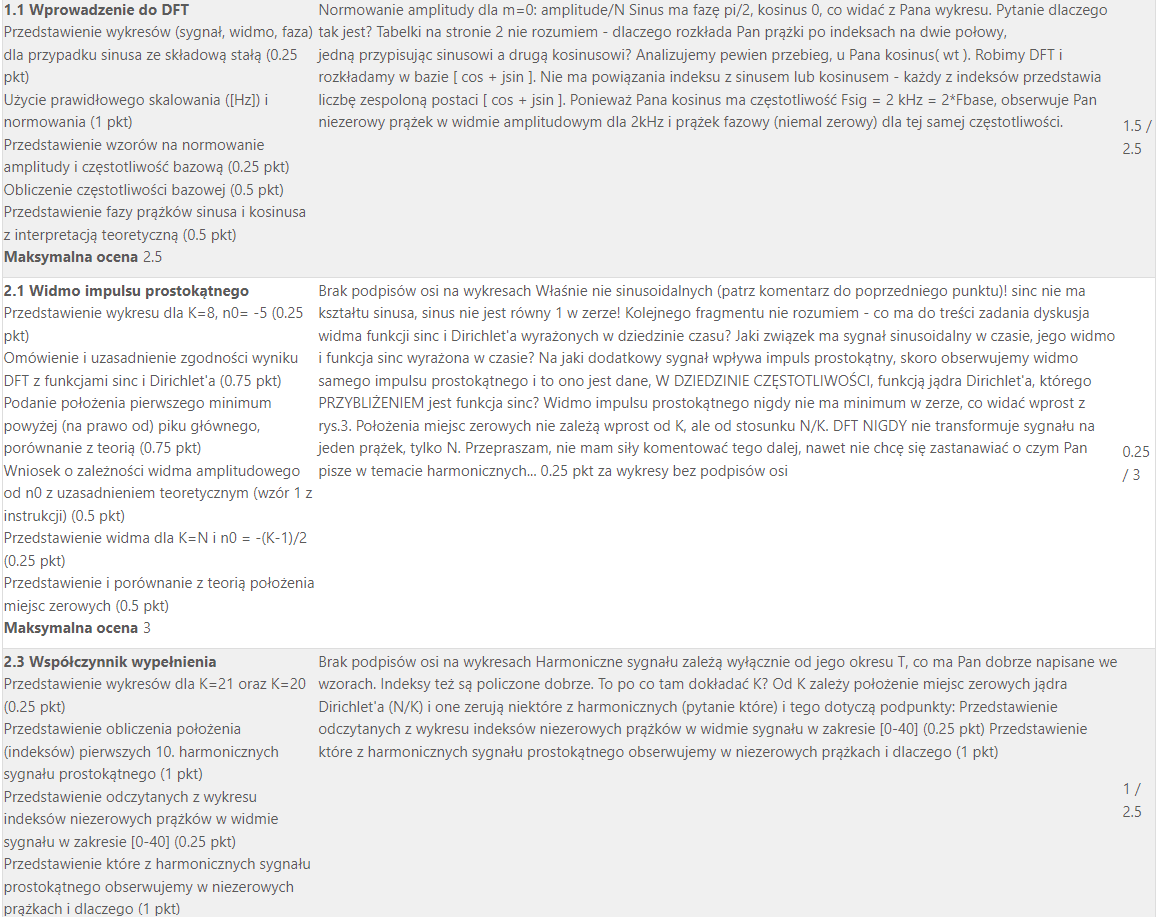 1.1 Wprowadzenie do DFT
Przedstawienie wykresów (sygnał, widmo, faza)
dla przypadku sinusa ze składową stałą (0.25
pkt)
Użycie prawidłowego skalowania ([Hz]) i
normowania (1 pkt)
Przedstawienie wzorów na normowanie
amplitudy i częstotliwość bazową (0.25 pkt)
Obliczenie częstotliwości bazowej (0.5 pkt)
Przedstawienie fazy prążków sinusa i kosinusa
z interpretacją teoretyczną (0.5 pkt)
Maksymalna ocena 2.5
Normowanie amplitudy dla m=0: amplitude/N Sinus ma fazę pi/2, kosinus 0, co widać z Pana wykresu. Pytanie dlaczego
tak jest? Tabelki na stronie 2 nie rozumiem - dlaczego rozkłada Pan prążki po indeksach na dwie połowy,
jedną przypisując sinusowi a drugą kosinusowi? Analizujemy pewien przebieg, u Pana kosinus( wt ). Robimy DFT i
rozkładamy w bazie [ cos + jsin ]. Nie ma powiązania indeksu z sinusem lub kosinusem - każdy z indeksów przedstawia
liczbę zespoloną postaci [ cos + jsin ]. Ponieważ Pana kosinus ma częstotliwość Fsig = 2 kHz = 2*Fbase, obserwuje Pan
niezerowy prążek w widmie amplitudowym dla 2kHz i prążek fazowy (niemal zerowy) dla tej samej częstotliwości.
1.5 /
2.5
2.1 Widmo impulsu prostokątnego
Przedstawienie wykresu dla K=8, n0= -5 (0.25
pkt)
Omówienie i uzasadnienie zgodności wyniku
DFT z funkcjami sinc i Dirichlet'a (0.75 pkt)
Podanie położenia pierwszego minimum
powyżej (na prawo od) piku głównego,
porównanie z teorią (0.75 pkt)
Wniosek o zależności widma amplitudowego
od n0 z uzasadnieniem teoretycznym (wzór 1 z
instrukcji) (0.5 pkt)
Przedstawienie widma dla K=N i n0 = -(K-1)/2
(0.25 pkt)
Przedstawienie i porównanie z teorią położenia
miejsc zerowych (0.5 pkt)
Maksymalna ocena 3
Brak podpisów osi na wykresach Właśnie nie sinusoidalnych (patrz komentarz do poprzedniego punktu)! sinc nie ma
kształtu sinusa, sinus nie jest równy 1 w zerze! Kolejnego fragmentu nie rozumiem - co ma do treści zadania dyskusja
widma funkcji sinc i Dirichlet'a wyrażonych w dziedzinie czasu? Jaki związek ma sygnał sinusoidalny w czasie, jego widmo
i funkcja sinc wyrażona w czasie? Na jaki dodatkowy sygnał wpływa impuls prostokątny, skoro obserwujemy widmo
samego impulsu prostokątnego i to ono jest dane, W DZIEDZINIE CZĘSTOTLIWOŚCI, funkcją jądra Dirichlet'a, którego
PRZYBLIŻENIEM jest funkcja sinc? Widmo impulsu prostokątnego nigdy nie ma minimum w zerze, co widać wprost z
rys.3. Położenia miejsc zerowych nie zależą wprost od K, ale od stosunku N/K. DFT NIGDY nie transformuje sygnału na
jeden prążek, tylko N. Przepraszam, nie mam siły komentować tego dalej, nawet nie chcę się zastanawiać o czym Pan
pisze w temacie harmonicznych... 0.25 pkt za wykresy bez podpisów osi
0.25
/ 3
2.3 Współczynnik wypełnienia
Przedstawienie wykresów dla K=21 oraz K=20
(0.25 pkt)
Przedstawienie obliczenia położenia
(indeksów) pierwszych 10. harmonicznych
sygnału prostokątnego (1 pkt)
Przedstawienie odczytanych z wykresu
indeksów niezerowych prążków w widmie
sygnału w zakresie [0-40] (0.25 pkt)
Przedstawienie które z harmonicznych sygnału
prostokątnego obserwujemy w niezerowych
prążkach i dlaczego (1 pkt)
Brak podpisów osi na wykresach Harmoniczne sygnału zależą wyłącznie od jego okresu T, co ma Pan dobrze napisane we
wzorach. Indeksy też są policzone dobrze. To po co tam dokładać K? Od K zależy położenie miejsc zerowych jądra
Dirichlet'a (N/K) i one zerują niektóre z harmonicznych (pytanie które) i tego dotyczą podpunkty: Przedstawienie
odczytanych z wykresu indeksów niezerowych prążków w widmie sygnału w zakresie [0-40] (0.25 pkt) Przedstawienie
które z harmonicznych sygnału prostokątnego obserwujemy w niezerowych prążkach i dlaczego (1 pkt)
1 /
2.5